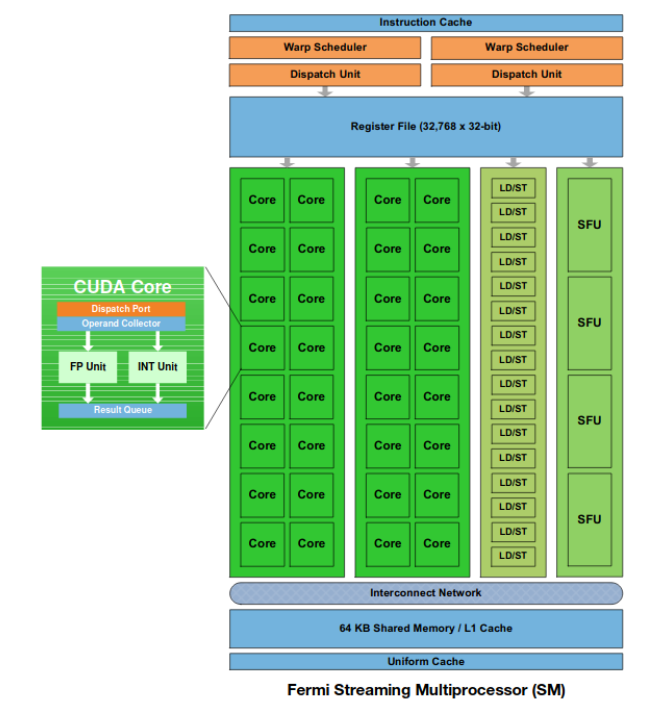 Instruction Cache
Warp Scheduler Warp Scheduler
Dispatch Unit Dispatch Unit
Register File (32,768 x 32-bit)
Core Core Core Core LD/ST LD/ST SFU
Core Core Core Core LD/ST LD/ST
Core Core Core Core LD/ST LD/ST SFU
Core Core Core Core LD/ST LD/ST
Core Core Core Core LD/ST LD/ST SFU
Core Core Core Core LD/ST LD/ST
Core Core Core Core LD/ST LD/ST SFU
Core Core Core Core LD/ST LD/ST
CUDA Core
Dispatch Port
Operand Collector
FP Unit INT Unit
Result Queue
Interconnect Network
64 KB Shared Memory / L1 Cache
Uniform Cache
Fermi Streaming Multiprocessor (SM)